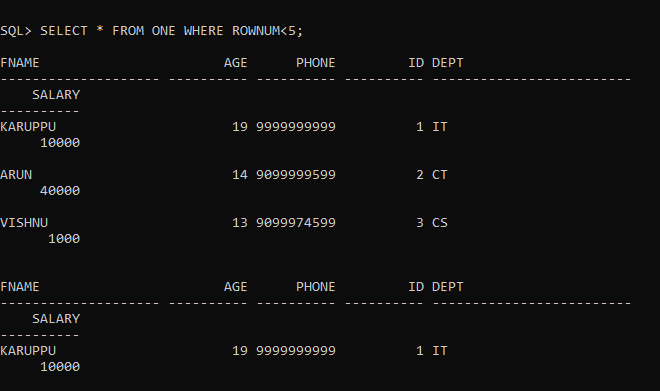 SQL> SELECT * FROM ONE WHERE ROWNUM<5;
FNAME                       AGE      PHONE         ID DEPT
-------------------- ---------- ---------- ---------- -------------------------
    SALARY
----------
KARUPPU                      19 9999999999          1 IT
     10000
ARUN                         14 9099999599          2 CT
     40000
VISHNU                       13 9099974599          3 CS
      1000
FNAME                       AGE      PHONE         ID DEPT
-------------------- ---------- ---------- ---------- -------------------------
    SALARY
----------
KARUPPU                      19 9999999999          1 IT
     10000